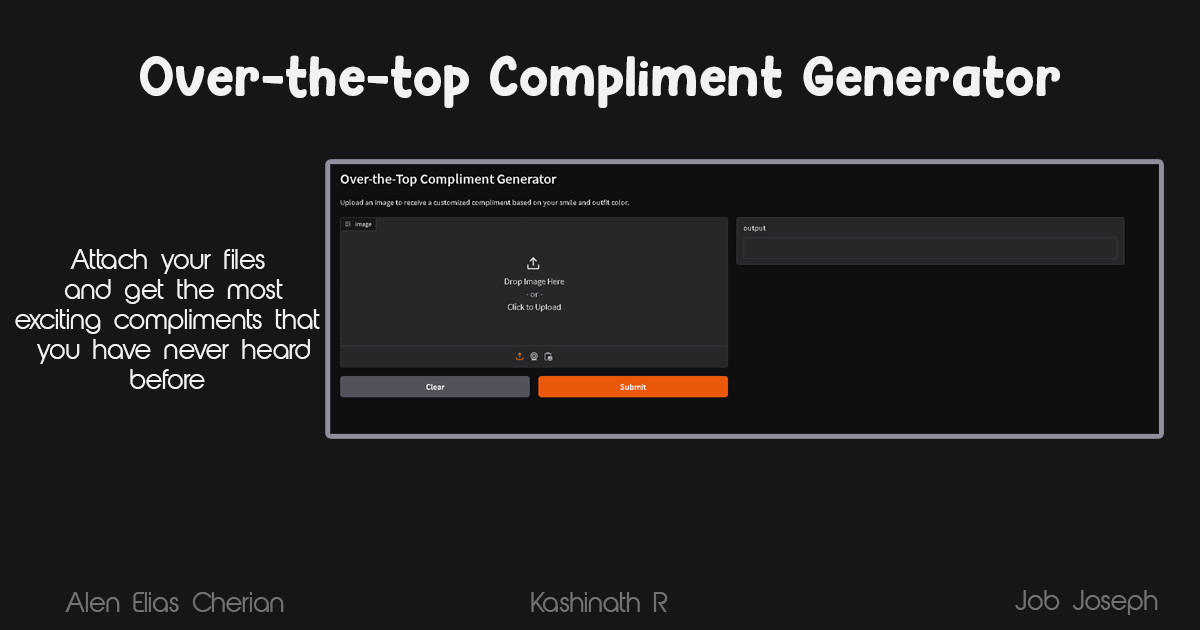 Over-the-top Compliment Generator
Attach your files
and get the most
exciting compliments that
you have never heard
before
Over-the-Top Compliment Generator
Upload an image to receive a customized compliment based on your smile and outfit color.
image
Drop Image Here
- or -
Click to Upload
Clear
Submit
output
Alen Elias Cherian
Kashinath R
Job Joseph